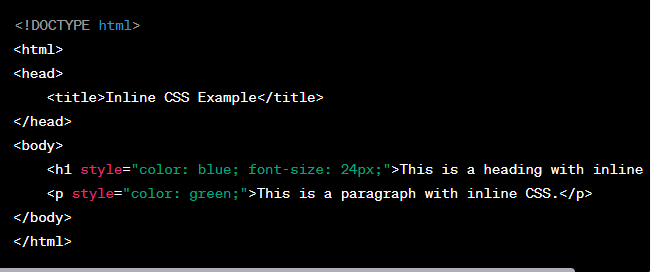 <!DOCTYPE html>
<html>
<head>
    <title>Inline CSS Example</title>
</head>
<body>
    <h1 style="color: blue; font-size: 24px;">This is a heading with inline
    <p style="color: green;">This is a paragraph with inline CSS.</p>
</body>
</html>